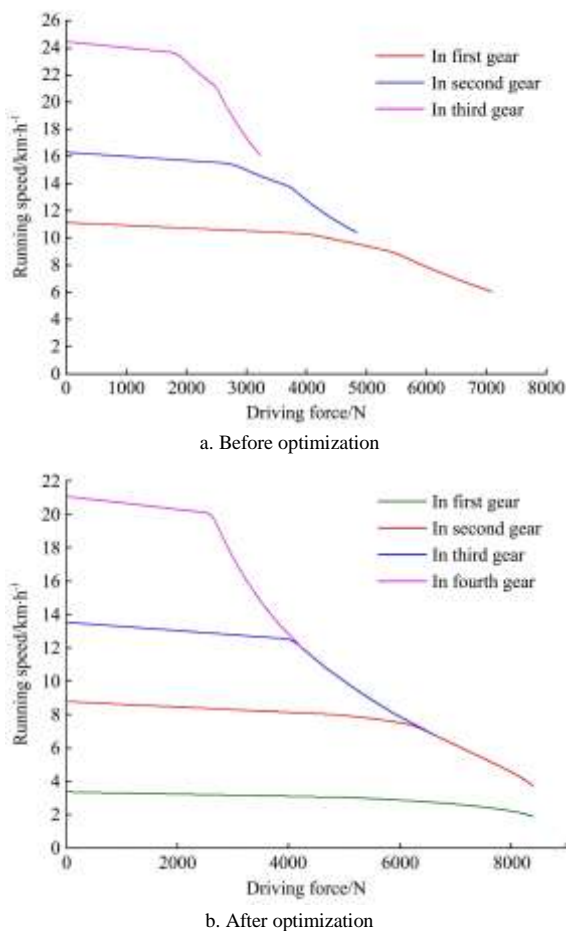 26
24
22
20
18
16
14
12
10
8
6
4
2
0
Running speed/km·h⁻¹
In first gear
In second gear
In third gear
0 1000 2000 3000 4000 5000 6000 7000 8000
Driving force/N
a. Before optimization
22
20
18
16
14
12
10
8
6
4
2
0
Running speed/km·h⁻¹
In first gear
In second gear
In third gear
In fourth gear
0 2000 4000 6000 8000
Driving force/N
b. After optimization